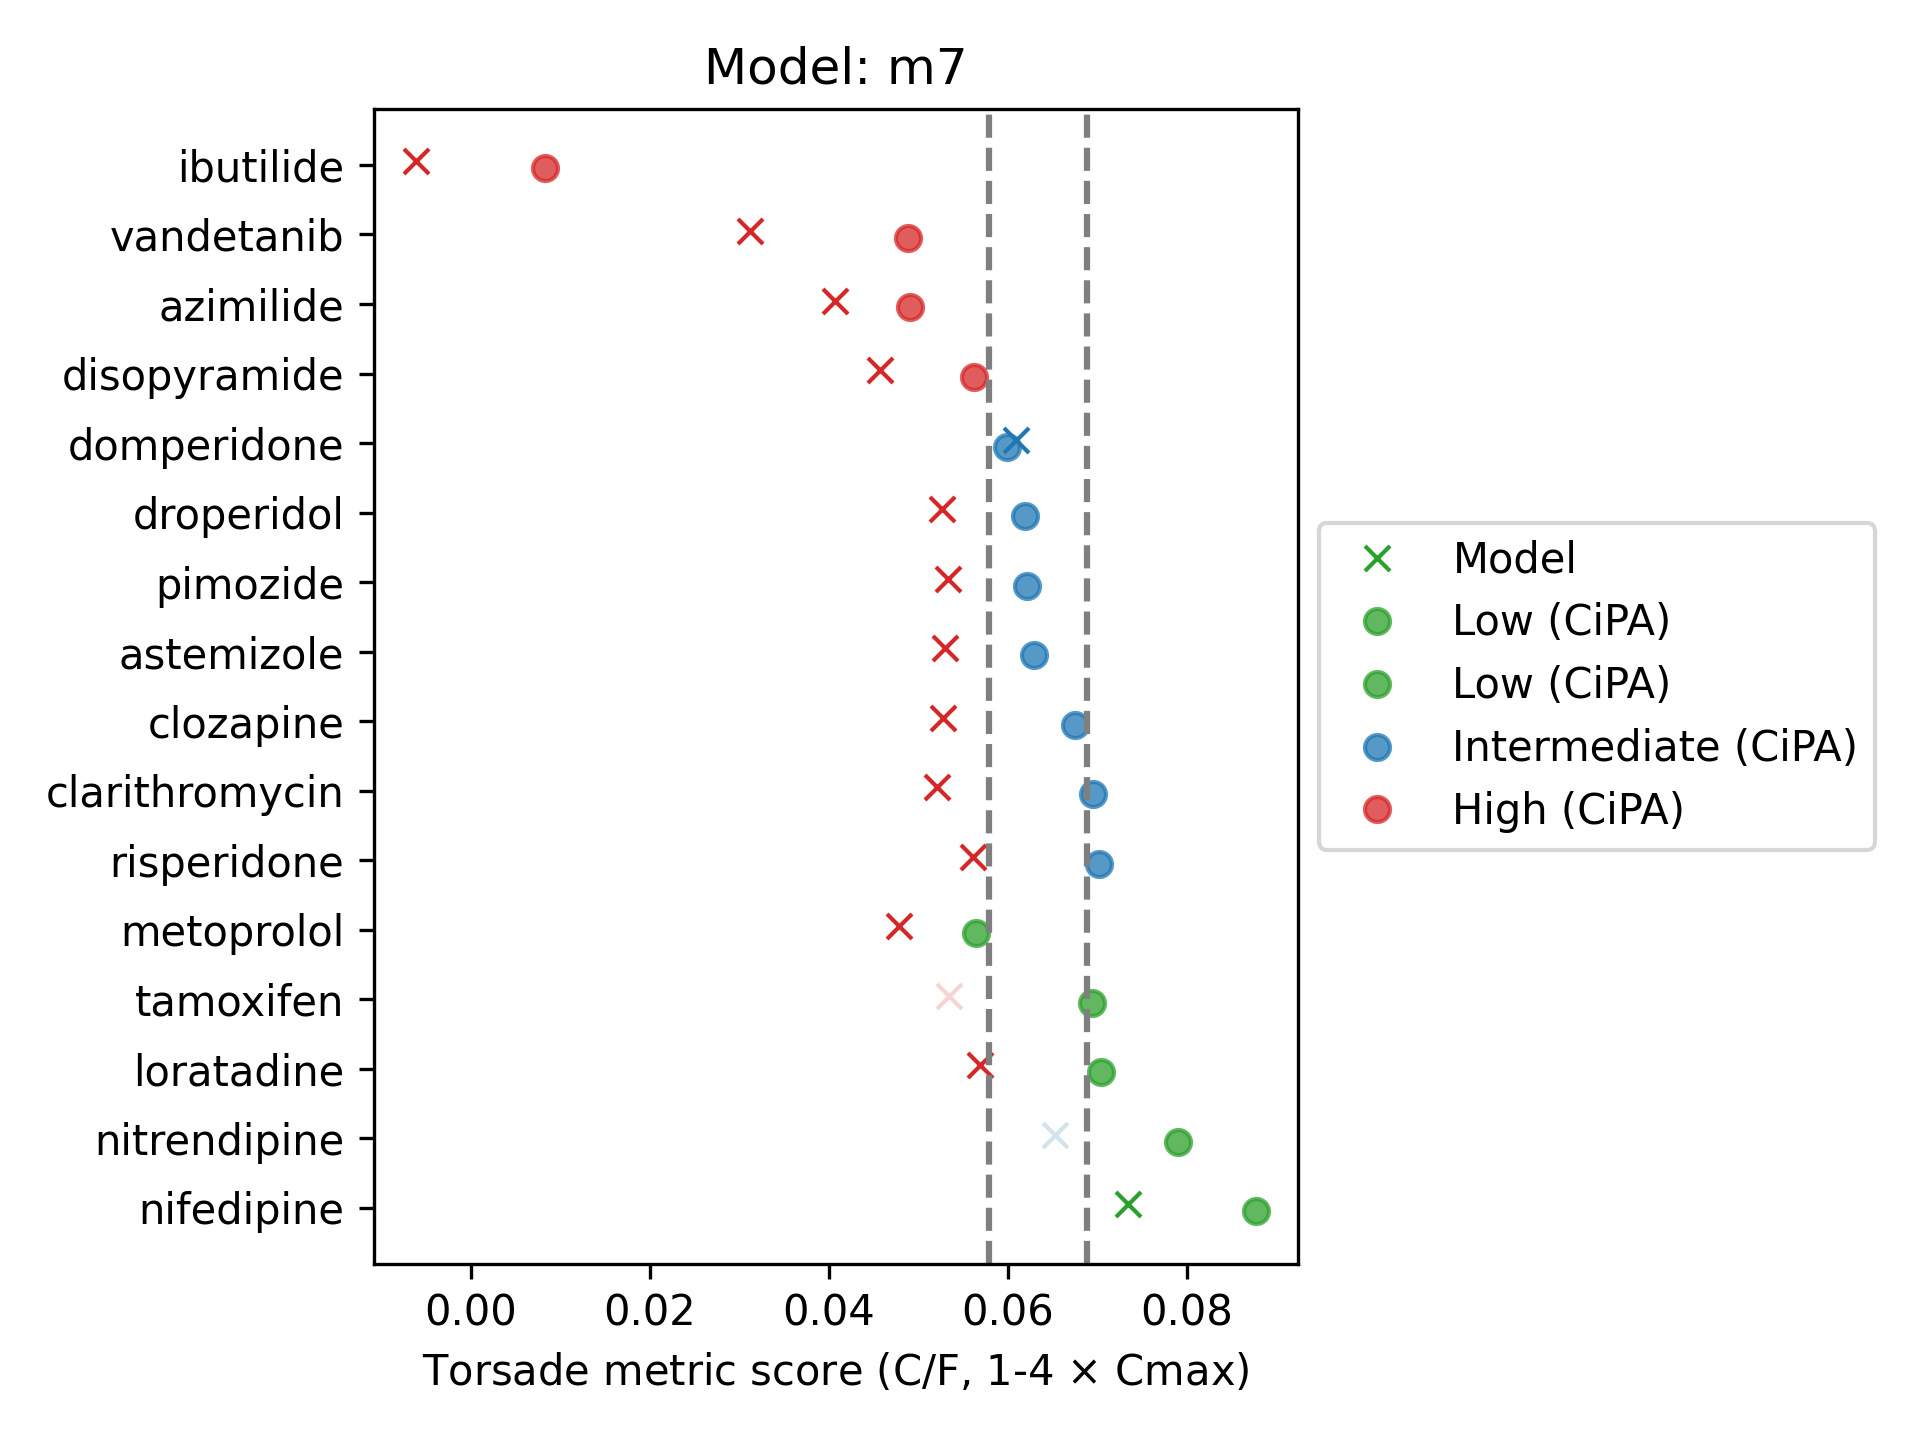 Model: m7
ibutilide
vandetanib
azimilide
disopyramide
domperidone
droperidol
pimozide
astemizole
clozapine
clarithromycin
risperidone
metoprolol
tamoxifen
loratadine
nitrendipine
nifedipine
0.00 0.02 0.04 0.06 0.08
Torsade metric score (C/F, 1-4 × Cmax)
Model
Low (CiPA)
Low (CiPA)
Intermediate (CiPA)
High (CiPA)